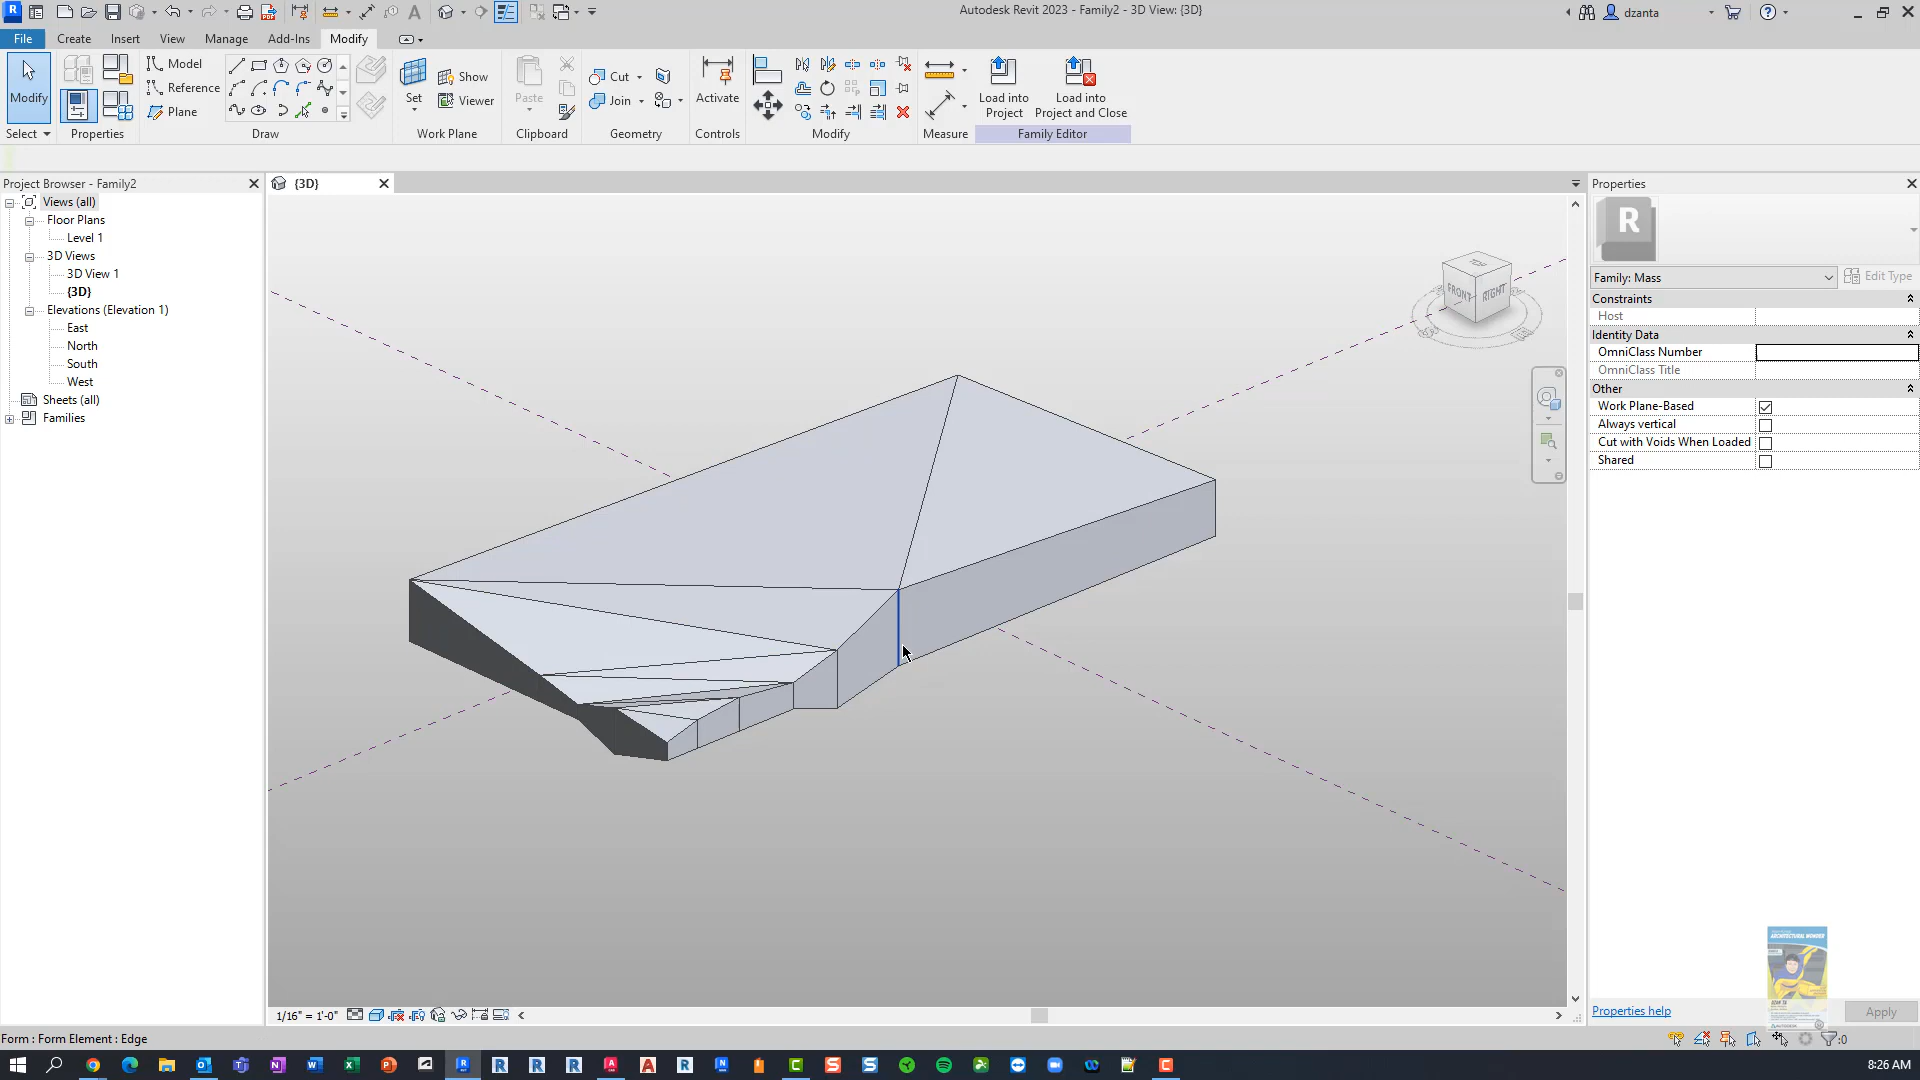 Autodesk Revit 2023 - Family2 - 3D View: {3D}
dzanta
File Create Insert View Manage Add-Ins Modify
Modify
Model
Reference
Plane
Set
Show
Viewer
Paste
Cut
Join
Activate
Load into
Project
Load into
Project and Close
Select Properties Draw Work Plane Clipboard Geometry Controls Modify Measure Family Editor
Project Browser - Family2
Views (all)
Floor Plans
Level 1
3D Views
3D View 1
{3D}
Elevations (Elevation 1)
East
North
South
West
Sheets (all)
Families
{3D}
TOP
FRONT
RIGHT
1/16" = 1'-0"
Properties
R
Family: Mass
Edit Type
Constraints
Host
Identity Data
OmniClass Number
OmniClass Title
Other
Work Plane-Based
Always vertical
Cut with Voids When Loaded
Shared
ARCHITECTURAL WONDER
Properties help
Apply
Form : Form Element : Edge
:0
8:26 AM